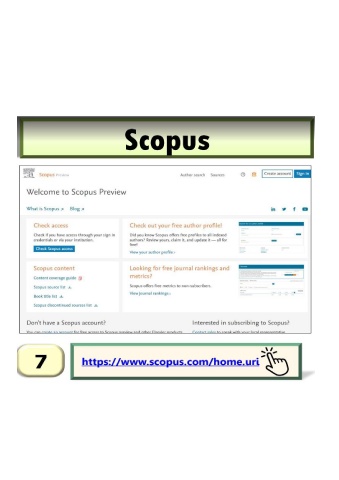 Scopus
Scopus Preview
Author search Sources
Create account Sign in
Welcome to Scopus Preview
What is Scopus Blog
Check access
Check if you have access through your sign in
credentials or via your institution.
Check Scopus access
Check out your free author profile!
Did you know Scopus offers free profiles to all indexed
authors? Review yours, claim it, and update it — all for
free!
View your author profile
Scopus content
Content coverage guide
Scopus source list
Book title list
Scopus discontinued sources list
Looking for free journal rankings and
metrics?
Scopus offers free metrics to non-subscribers.
View journal rankings
Don't have a Scopus account?
Interested in subscribing to Scopus?
7
https://www.scopus.com/home.uri